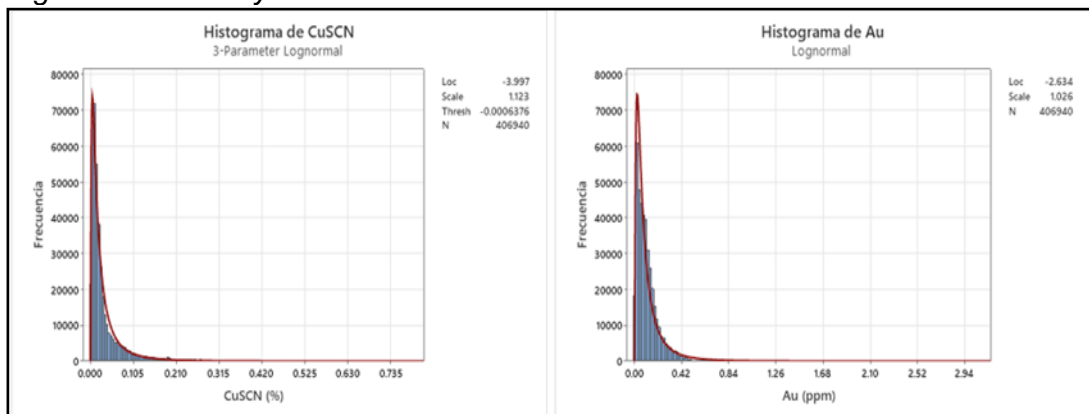 Histograma de CuSCN
3-Parameter Lognormal
80000
70000
60000
50000
40000
30000
20000
10000
0
Frecuencia
0.000 0.105 0.210 0.315 0.420 0.525 0.630 0.735
CuSCN (%)
Loc -3.997
Scale 1.123
Thresh -0.0006376
N 406940
Histograma de Au
Lognormal
80000
70000
60000
50000
40000
30000
20000
10000
0
Frecuencia
0.00 0.42 0.84 1.26 1.68 2.10 2.52 2.94
Au (ppm)
Loc -2.634
Scale 1.026
N 406940